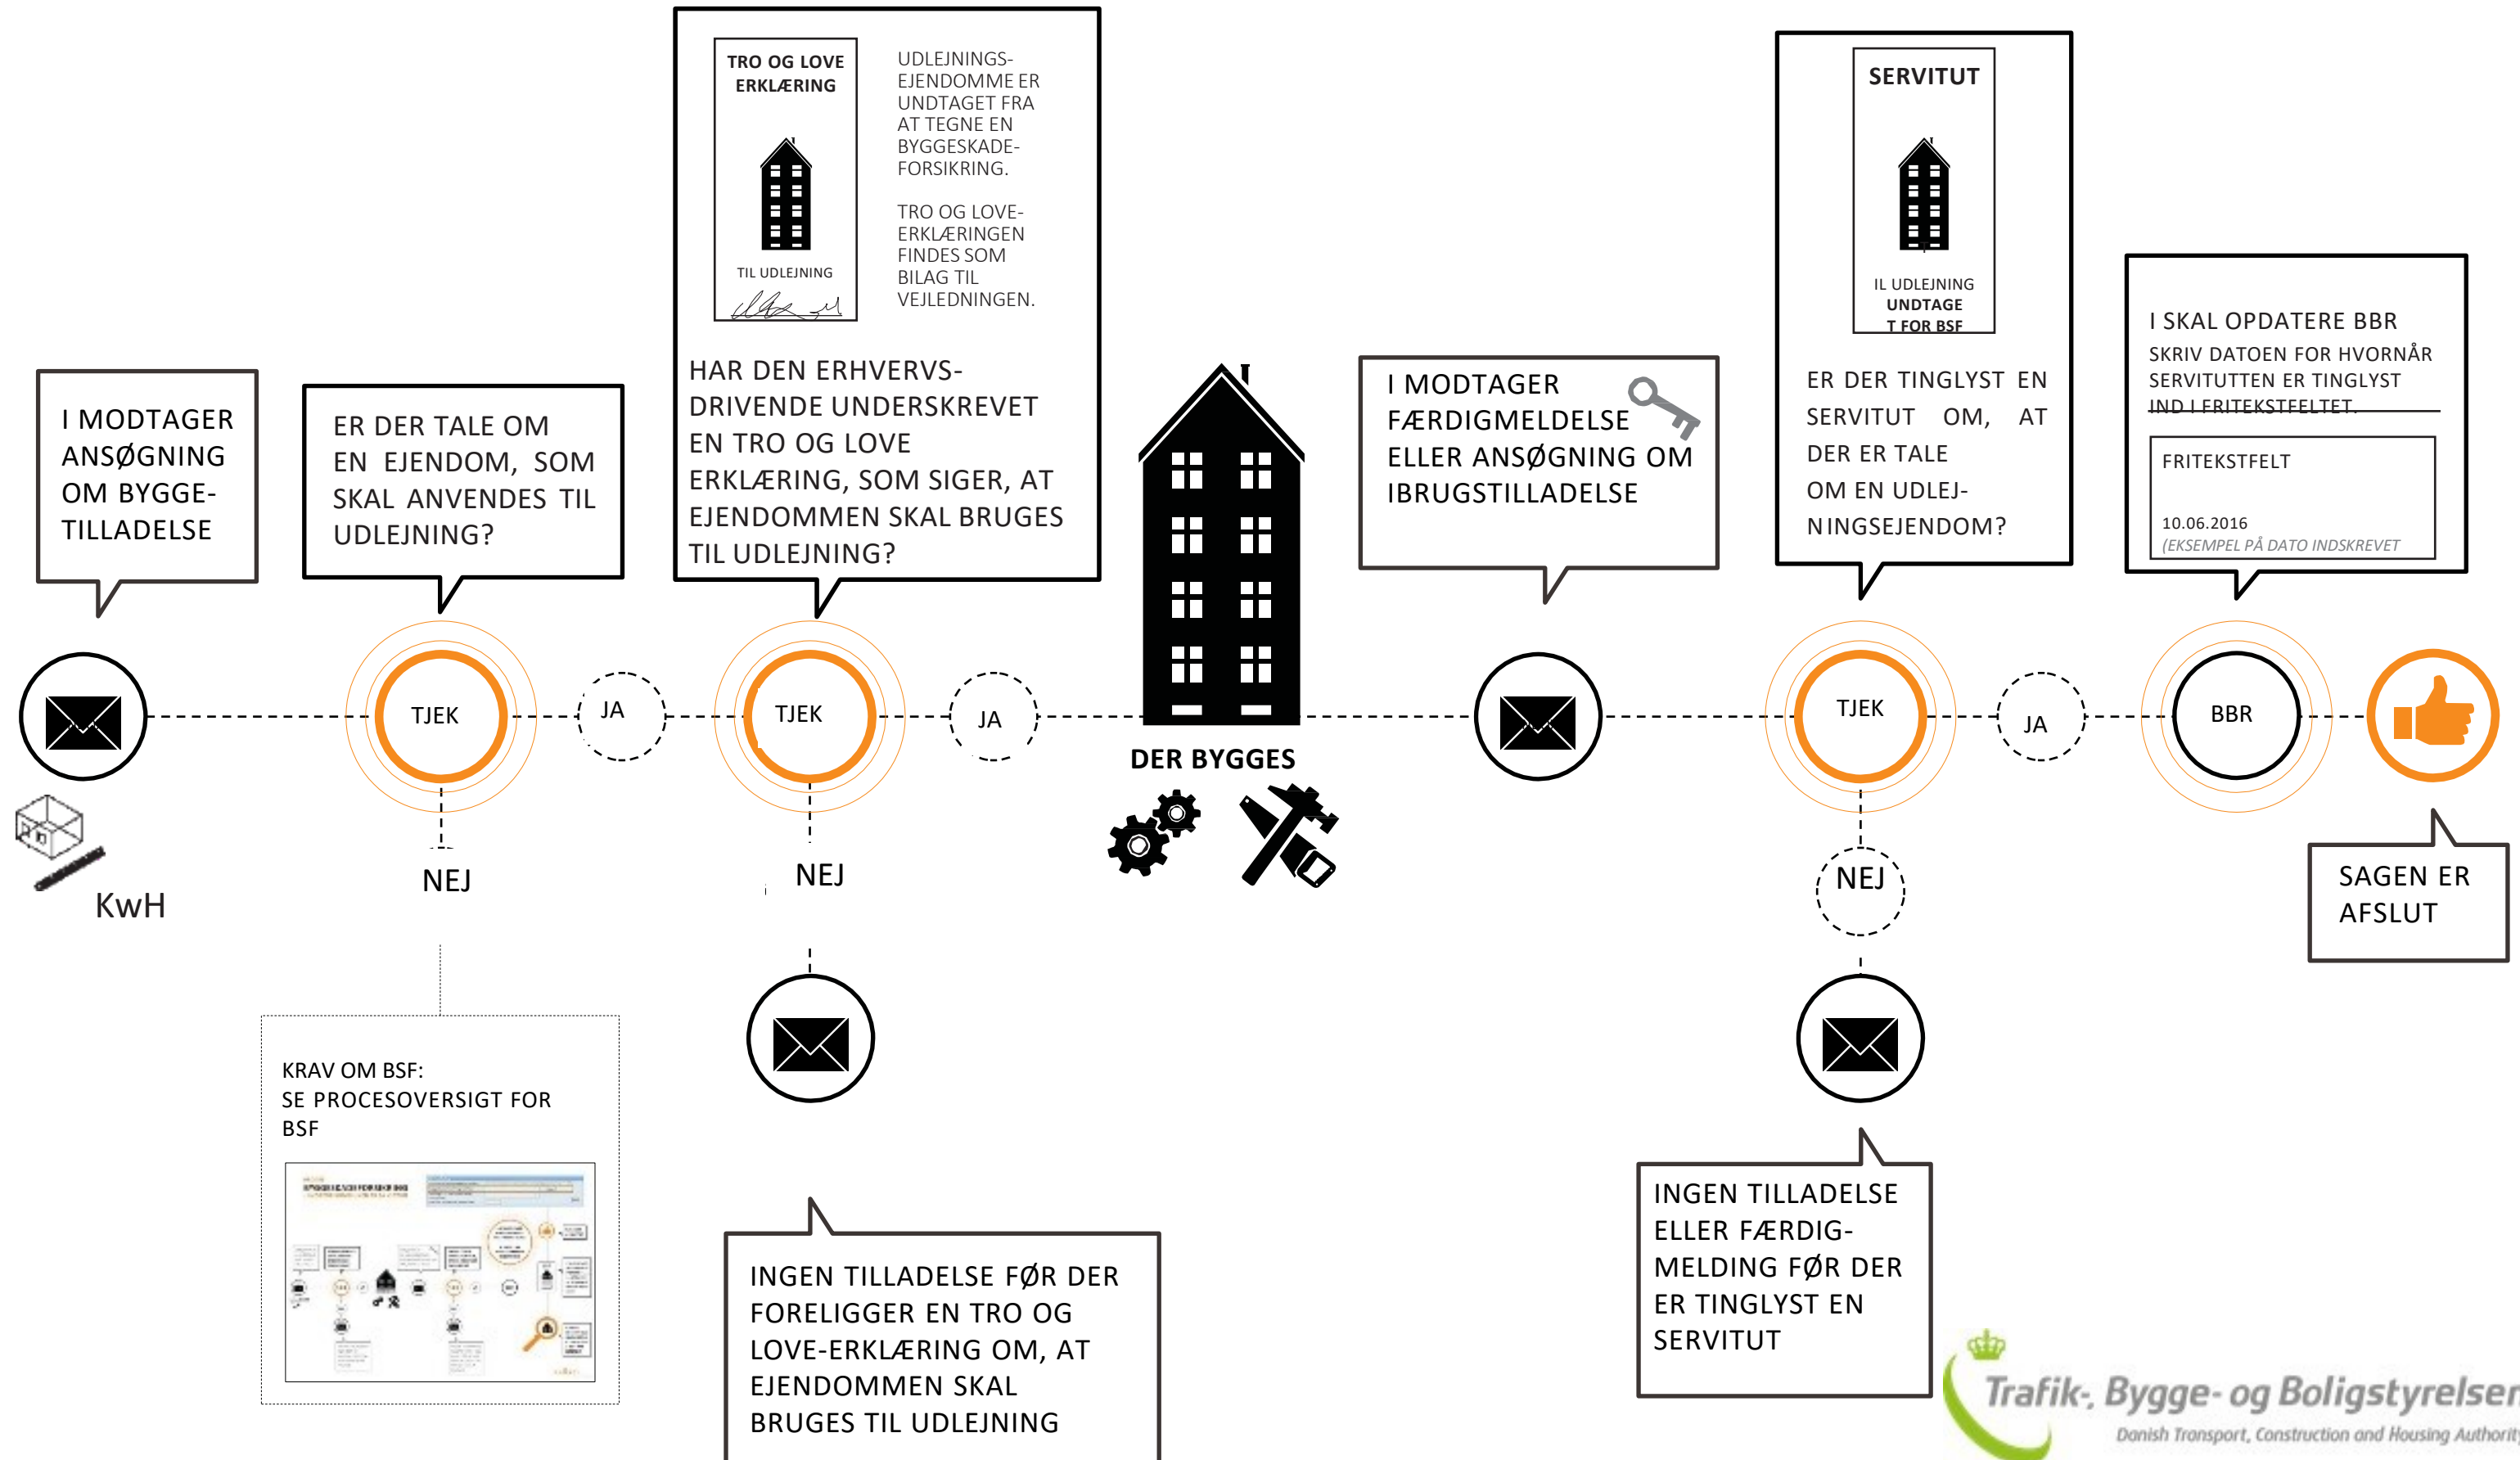 TRO OG LOVE
ERKLÆRING
TIL UDLEJNING
UDLEJNINGS-
EJENDOMME ER
UNDTAGET FRA
AT TEGNE EN
BYGGESKADE-
FORSIKRING.
TRO OG LOVE-
ERKLÆRINGEN
FINDES SOM
BILAG TIL
VEJLEDNINGEN.
HAR DEN ERHVERVS-
DRIVENDE UNDERSKREVET
EN TRO OG LOVE
ERKLÆRING, SOM SIGER, AT
EJENDOMMEN SKAL BRUGES
TIL UDLEJNING?
SERVITUT
T
IL UDLEJNING
UNDTAGE
T FOR BSF
ER DER TINGLYST EN
SERVITUT OM, AT
DER ER TALE
OM EN UDLEJ-
NINGSEJENDOM?
I SKAL OPDATERE BBR
SKRIV DATOEN FOR HVORNÅR
SERVITUTTEN ER TINGLYST
IND I FRITEKSTFELTET.
FRITEKSTFELT
10.06.2016
(EKSEMPEL PÅ DATO INDSKREVET
I MODTAGER
ANSØGNING
OM BYGGE-
TILLADELSE
ER DER TALE OM
EN EJENDOM, SOM
SKAL ANVENDES TIL
UDLEJNING?
I MODTAGER
FÆRDIGMELDELSE
ELLER ANSØGNING OM
IBRUGSTILLADELSE
TJEK
JA
TJEK
JA
DER BYGGES
TJEK
JA
BBR
KwH
NEJ
NEJ
NEJ
SAGEN ER
AFSLUT
KRAV OM BSF:
SE PROCESOVERSIGT FOR
BSF
INGEN TILLADELSE FØR DER
FORELIGGER EN TRO OG
LOVE-ERKLÆRING OM, AT
EJENDOMMEN SKAL
BRUGES TIL UDLEJNING
INGEN TILLADELSE
ELLER FÆRDIG-
MELDING FØR DER
ER TINGLYST EN
SERVITUT
Trafik-, Bygge- og Boligstyrelsen
Danish Transport, Construction and Housing Authority